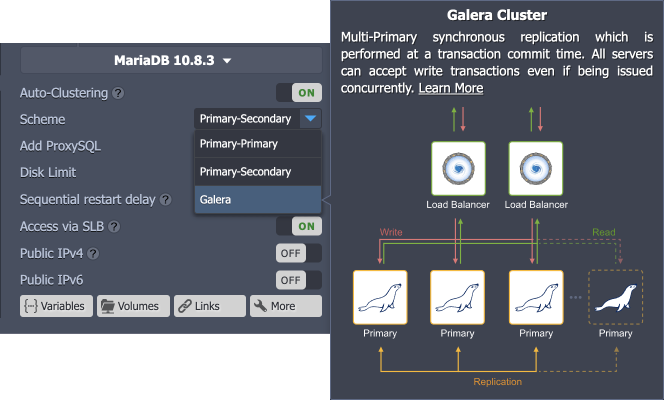 MariaDB 10.8.3
Auto-Clustering ?
ON
Scheme
Primary-Secondary
Primary-Primary
Primary-Secondary
Galera
Add ProxySQL
Disk Limit
Sequential restart delay ?
Access via SLB ?
ON
Public IPv4 ?
OFF
Public IPv6
OFF
{···} Variables
Volumes
Links
More
Galera Cluster
Multi-Primary synchronous replication which is
performed at a transaction commit time. All servers
can accept write transactions even if being issued
concurrently. Learn More
Load Balancer
Load Balancer
Write
Read
Primary
Primary
Primary
Primary
Replication